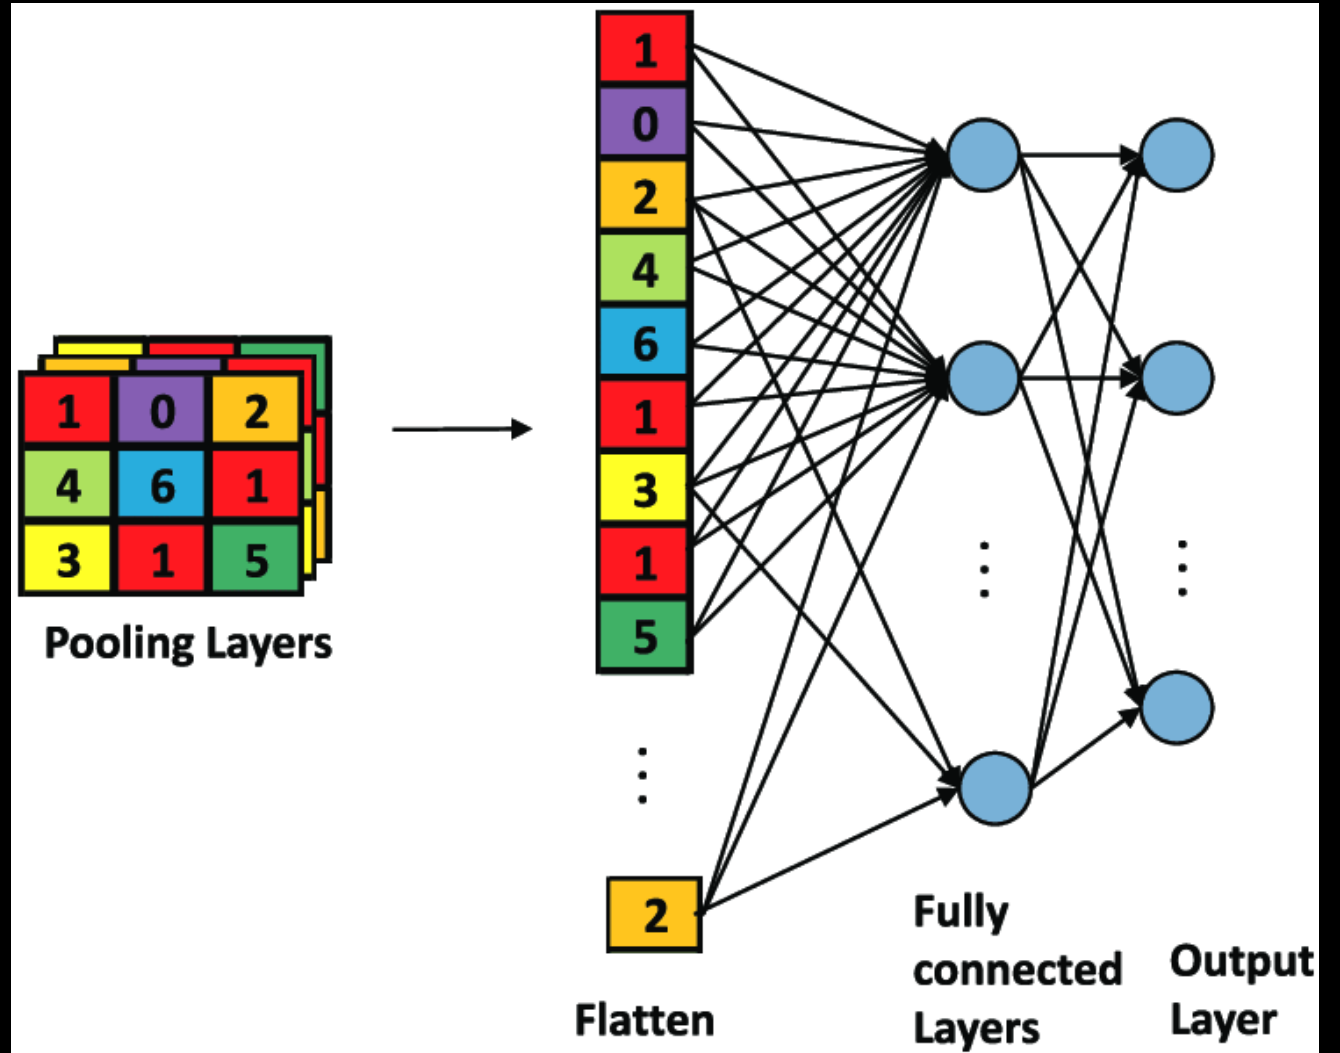 1 0 2
4 6 1
3 1 5
Pooling Layers
1
0
2
4
6
1
3
1
5
2
Flatten
Fully
connected
Layers
Output
Layer